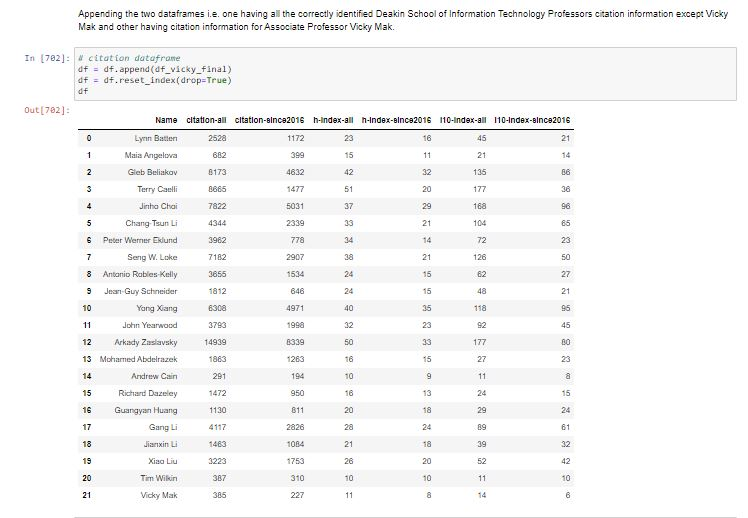 Appending the two dataframes i.e. one having all the correctly identified Deakin School of Information Technology Professors citation information except Vicky
Mak and other having citation information for Associate Professor Vicky Mak.
In [702]: # citation dataframe
df = df.append(df_vicky_final)
df = df.reset_index(drop=True)
df
Out[702]:
Name citation-all citation-since2016 h-index-all h-index-since2016 i10-index-all i10-index-since2016
0 Lynn Batten 2528 1172 23 16 45 21
1 Maia Angelova 682 399 15 11 21 14
2 Gleb Beliakov 8173 4632 42 32 135 86
3 Terry Caelli 8665 1477 51 20 177 36
4 Jinho Choi 7822 5031 37 29 168 96
5 Chang-Tsun Li 4344 2339 33 21 104 65
6 Peter Werner Eklund 3962 778 34 14 72 23
7 Seng W. Loke 7182 2907 38 21 126 50
8 Antonio Robles-Kelly 3655 1534 24 15 62 27
9 Jean-Guy Schneider 1812 646 24 15 48 21
10 Yong Xiang 6308 4971 40 35 118 95
11 John Yearwood 3793 1998 32 23 92 45
12 Arkady Zaslavsky 14939 8339 50 33 177 80
13 Mohamed Abdelrazek 1863 1263 16 15 27 23
14 Andrew Cain 291 194 10 9 11 8
15 Richard Dazeley 1472 950 16 13 24 15
16 Guangyan Huang 1130 811 20 18 29 24
17 Gang Li 4117 2826 28 24 89 61
18 Jianxin Li 1463 1084 21 18 39 32
19 Xiao Liu 3223 1753 26 20 52 42
20 Tim Wilkin 387 310 10 10 11 10
21 Vicky Mak 385 227 11 8 14 6